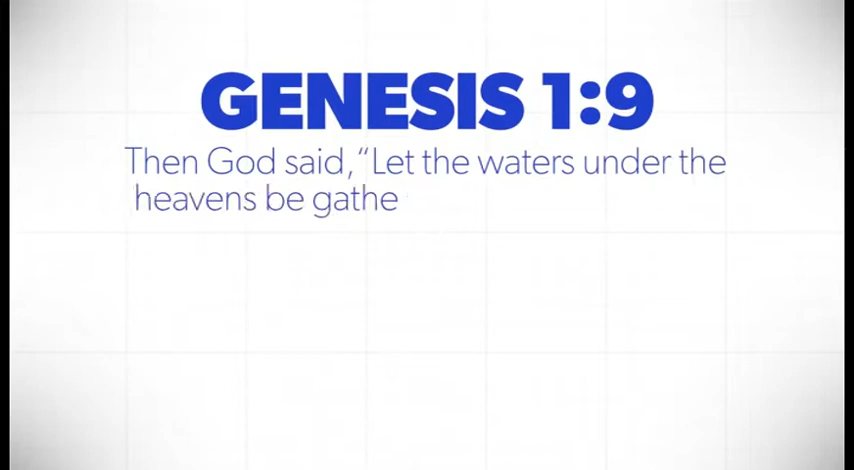 GENESIS 1:9
Then God said, “Let the waters under the
heavens be gathe